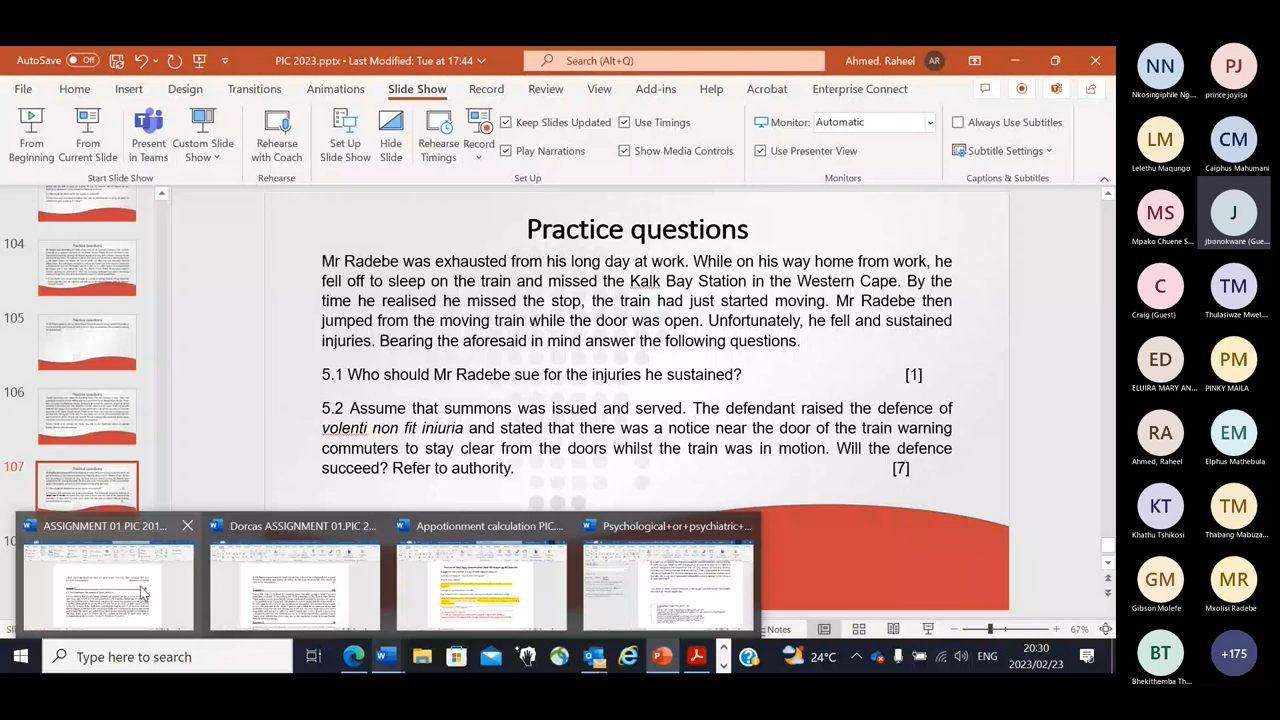 AutoSave Off PIC 2023.pptx • Last Modified: Tue at 17:44 Search (Alt+Q) Ahmed, Raheel AR
File Home Insert Design Transitions Animations Slide Show Record Review View Add-ins Help Acrobat Enterprise Connect
From Beginning
From Current Slide
Present in Teams
Custom Slide Show
Start Slide Show
Rehearse with Coach
Rehearse
Set Up Slide Show
Hide Slide
Rehearse Timings
Record
Keep Slides Updated
Use Timings
Play Narrations
Show Media Controls
Set Up
Monitor: Automatic
Use Presenter View
Monitors
Always Use Subtitles
Subtitle Settings
Captions & Subtitles
104
105
106
107
Practice questions
Mr Radebe was exhausted from his long day at work. While on his way home from work he
fell off to sleep on the train and missed the Kalk Bay Station in the Western Cape. By the
time he realised he missed the stop, the train had just started moving. Mr Radebe then
jumped from the moving train while the door was open. Unfortunately, he fell and sustained
injuries. Bearing the aforesaid in mind answer the following questions.
5.1 Who should Mr Radebe sue for the injuries he sustained? [1]
5.2 Assume that summons was issued and served. The defendant raised the defence of
volenti non fit iniuria and stated that there was a notice near the door of the train warning
commuters to stay clear from the doors whilst the train was in motion. Will the defence
succeed? Refer to authority. [7]
ASSIGNMENT 01 PIC 201...
Dorcas ASSIGNMENT 01.PIC 2...
Appotionment calculation PIC...
Psychological+or+psychiatric+...
Notes
67%
Type here to search
24°C
ENG
20:30
2023/02/23
NN
Nkosingiphile Ng...
PJ
prince joyisa
LM
Lelethu Maqungo
CM
Caiphus Mahumani
MS
Mpako Chuene S...
J
jbonokwane (Gue...
C
Craig (Guest)
TM
Thulasizwe Mwel...
ED
ELUIRA MARY AN...
PM
PINKY MAILA
RA
Ahmed, Raheel
EM
Elphus Mathebula
KT
Khathu Tshikosi
TM
Thabang Mabuza...
GM
Gibson Molefe
MR
Mxolisi Radebe
BT
Bhekithemba Th...
+175